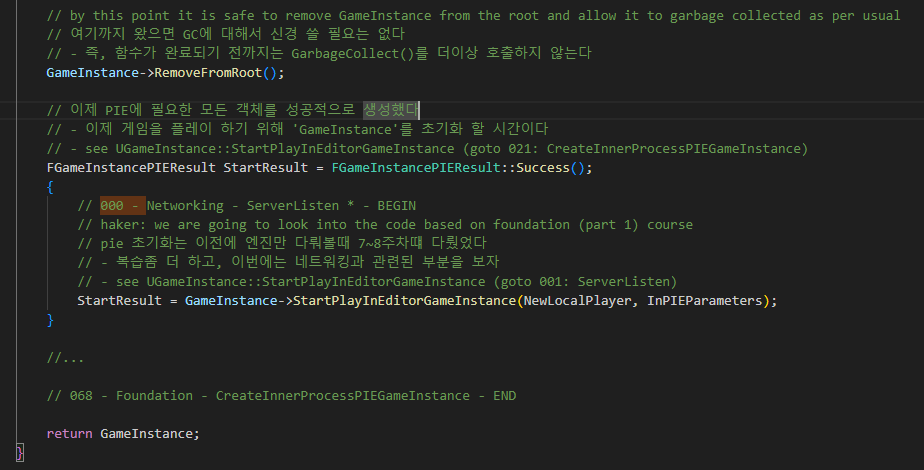 // by this point it is safe to remove GameInstance from the root and allow it to garbage collected as per usual
// 여기까지 왔으면 GC에 대해서 신경 쓸 필요는 없다
// - 즉, 함수가 완료되기 전까지는 GarbageCollect()를 더이상 호출하지 않는다
GameInstance->RemoveFromRoot();
// 이제 PIE에 필요한 모든 객체를 성공적으로 생성했다
// - 이제 게임을 플레이 하기 위해 'GameInstance'를 초기화 할 시간이다
// - see UGameInstance::StartPlayInEditorGameInstance (goto 021: CreateInnerProcessPIEGameInstance)
FGameInstancePIEResult StartResult = FGameInstancePIEResult::Success();
{
// 000 - Networking - ServerListen * - BEGIN
// haker: we are going to look into the code based on foundation (part 1) course
// pie 초기화는 이전에 엔진만 다뤄볼때 7~8주차때 다뤘었다
// - 복습좀 더 하고, 이번에는 네트워킹과 관련된 부분을 보자
// - see UGameInstance::StartPlayInEditorGameInstance (goto 001: ServerListen)
StartResult = GameInstance->StartPlayInEditorGameInstance(NewLocalPlayer, InPIEParameters);
}
//...
// 068 - Foundation - CreateInnerProcessPIEGameInstance - END
return GameInstance;
}